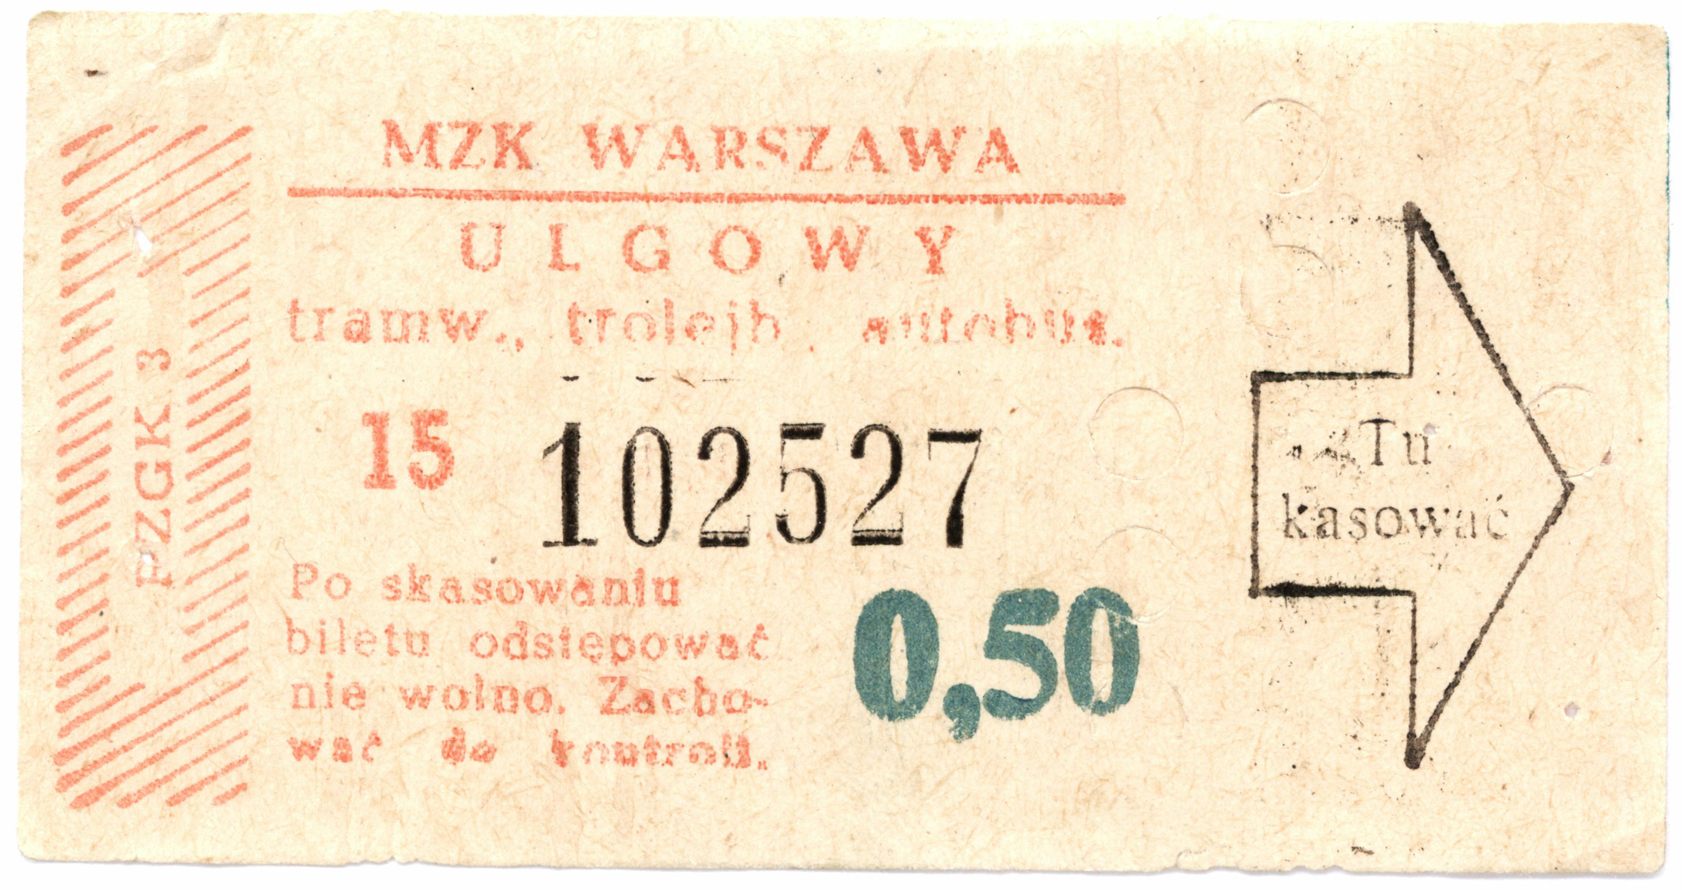 MZK WARSZAWA
ULGOWY
tramw., trolejb. autobus.
15 102527
Po skasowaniu
biletu odstępować
nie wolno. Zacho-
wać do kontroli.
0,50
PZGK 3
Tu
kasować